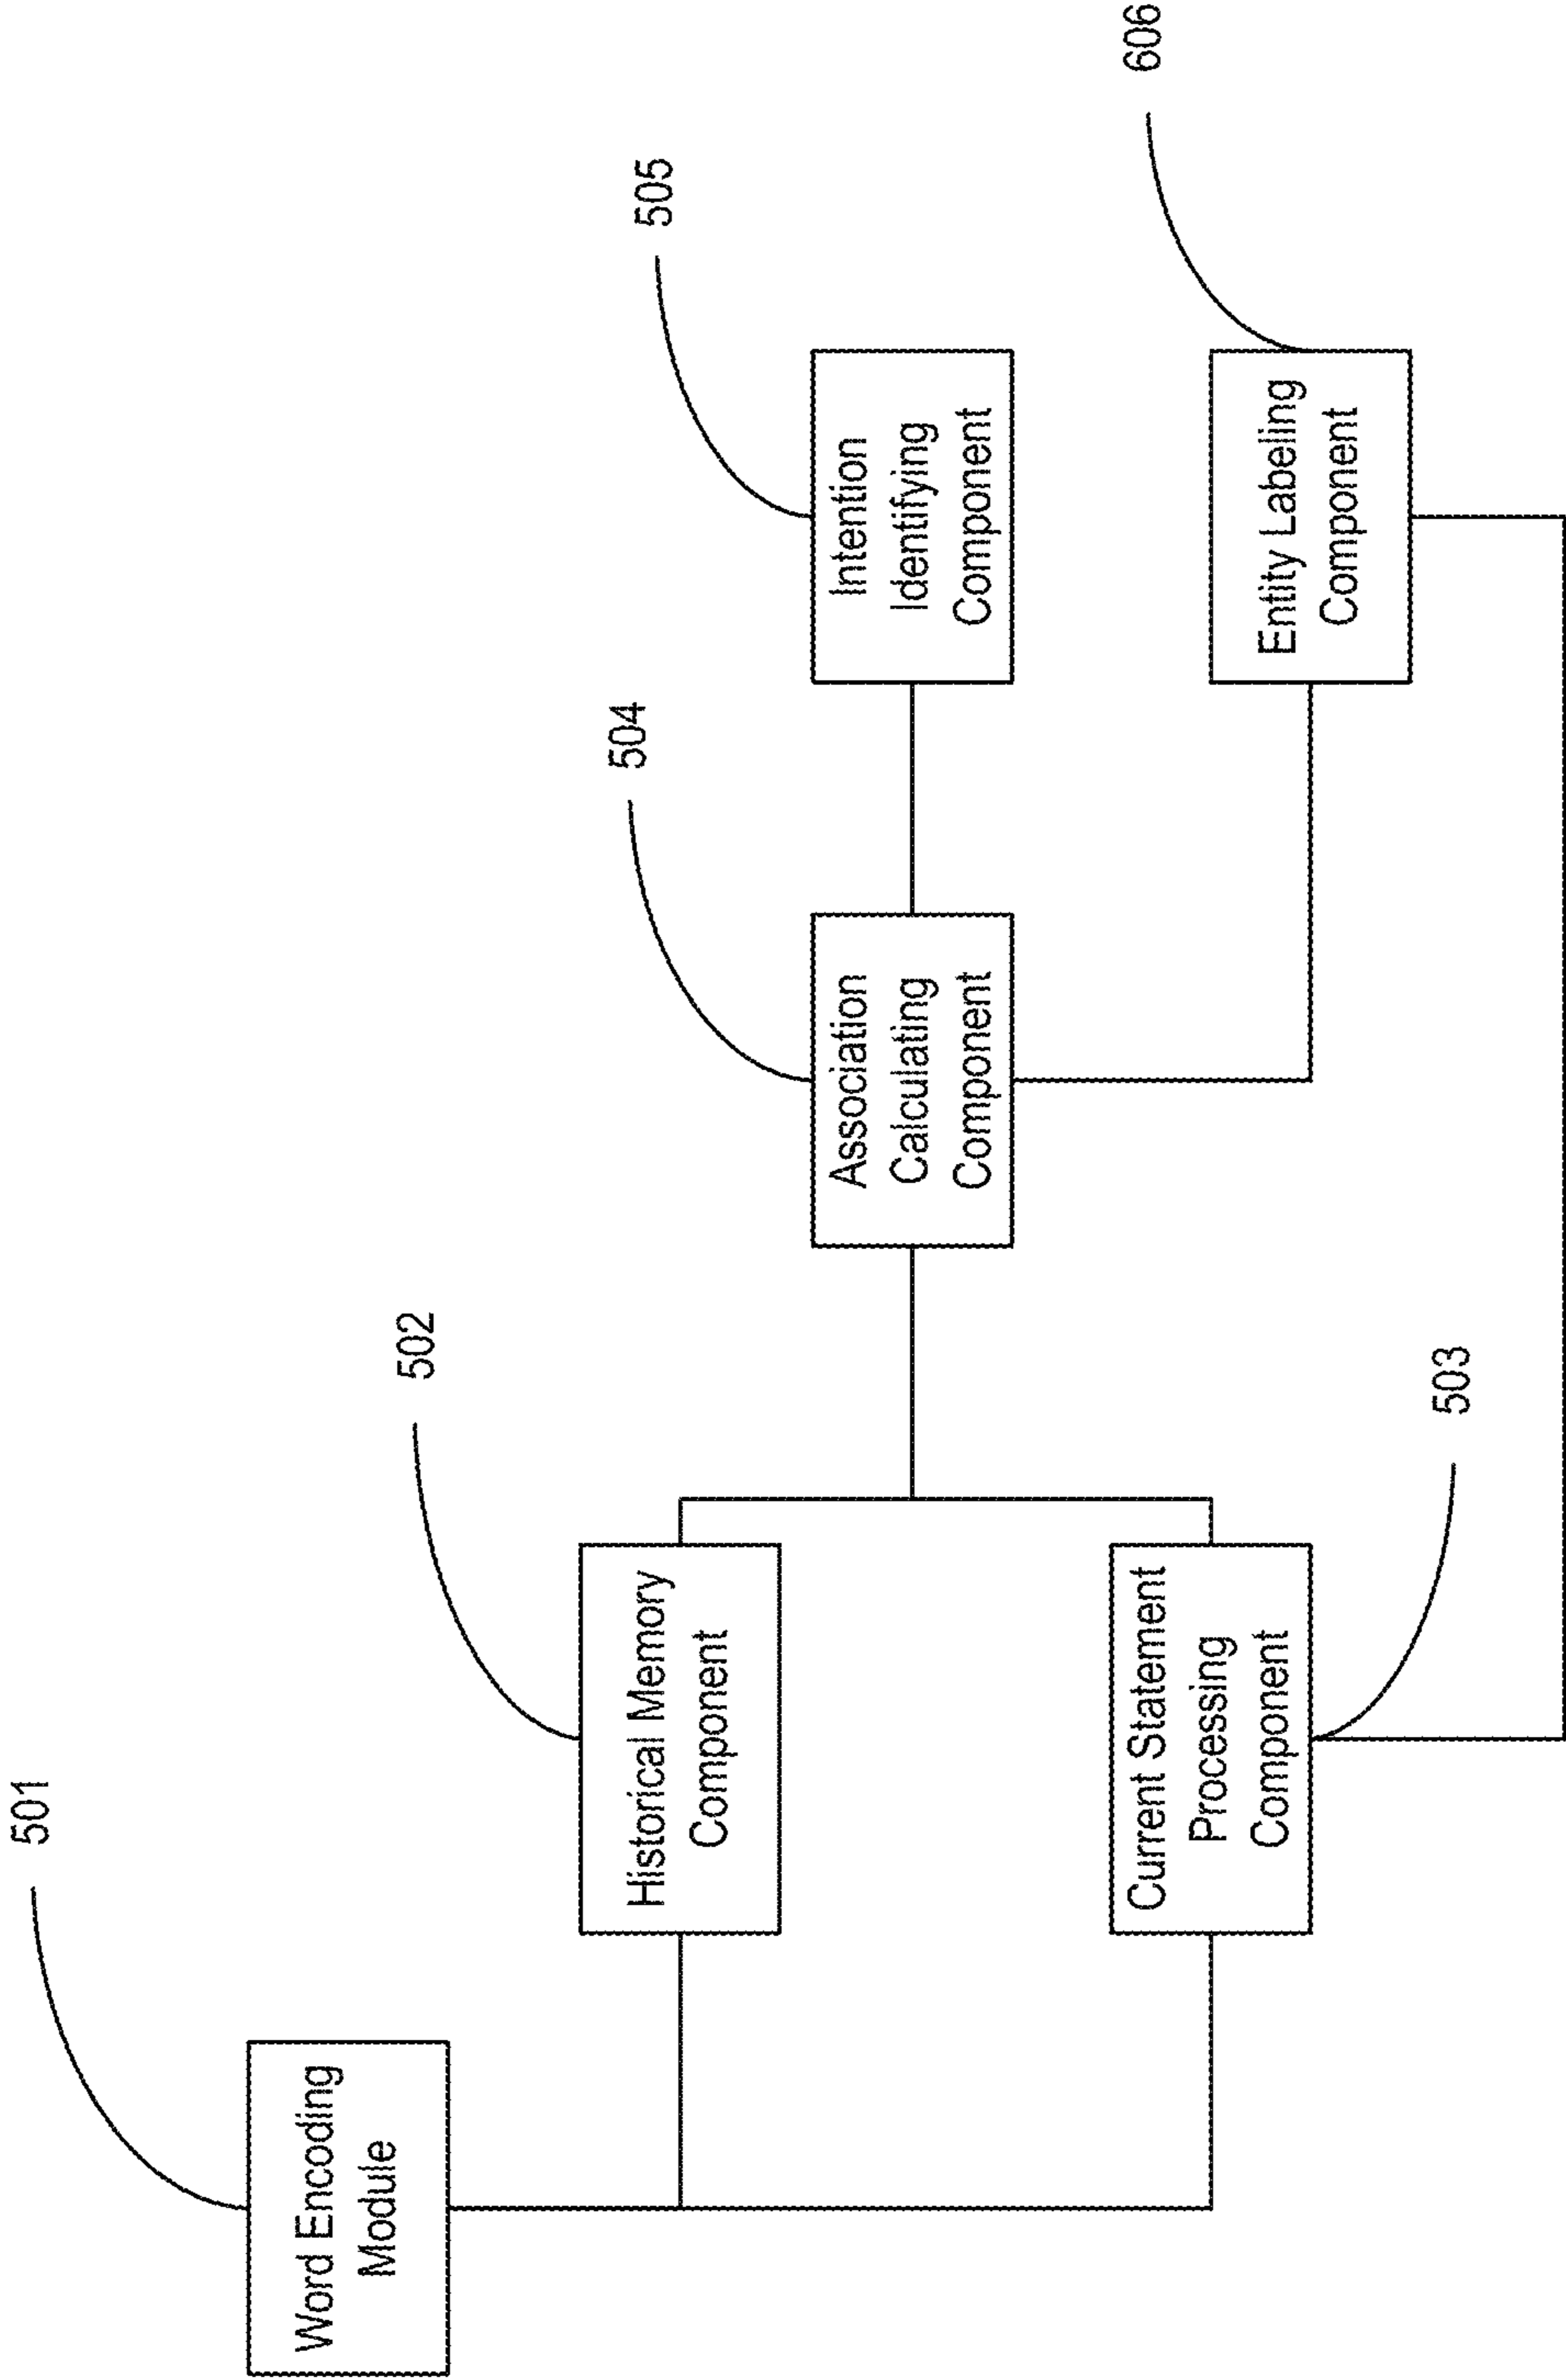 501
Word Encoding
Module
502
Historical Memory
Component
503
Current Statement
Processing
Component
504
Association
Calculating
Component
505
Intention
Identifying
Component
606
Entity Labeling
Component